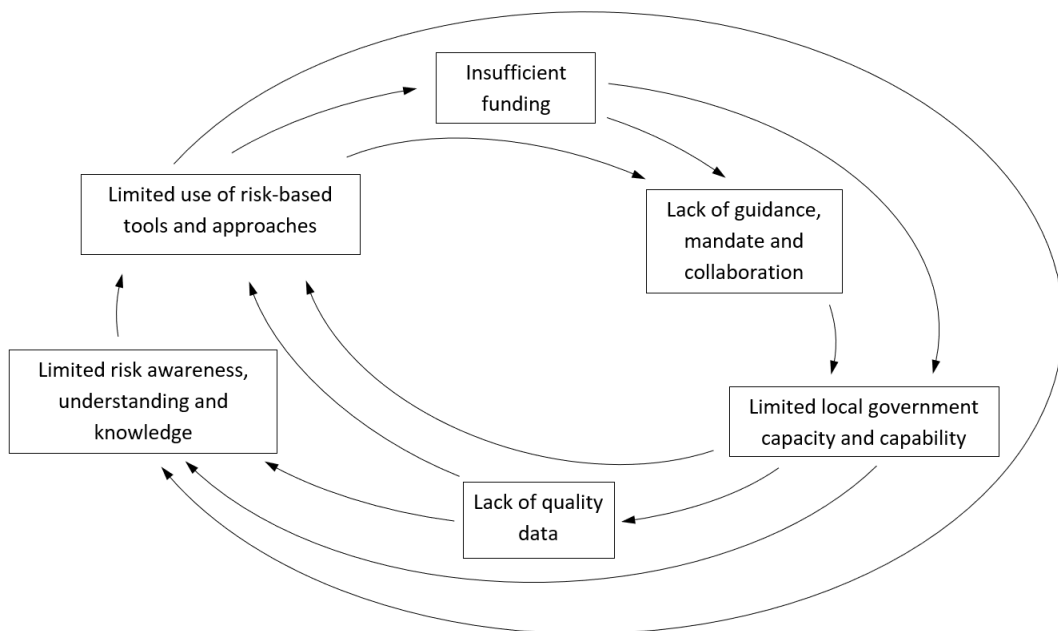 Insufficient
funding
Limited use of risk-based
tools and approaches
Lack of guidance,
mandate and
collaboration
Limited risk awareness,
understanding and
knowledge
Limited local government
capacity and capability
Lack of quality
data